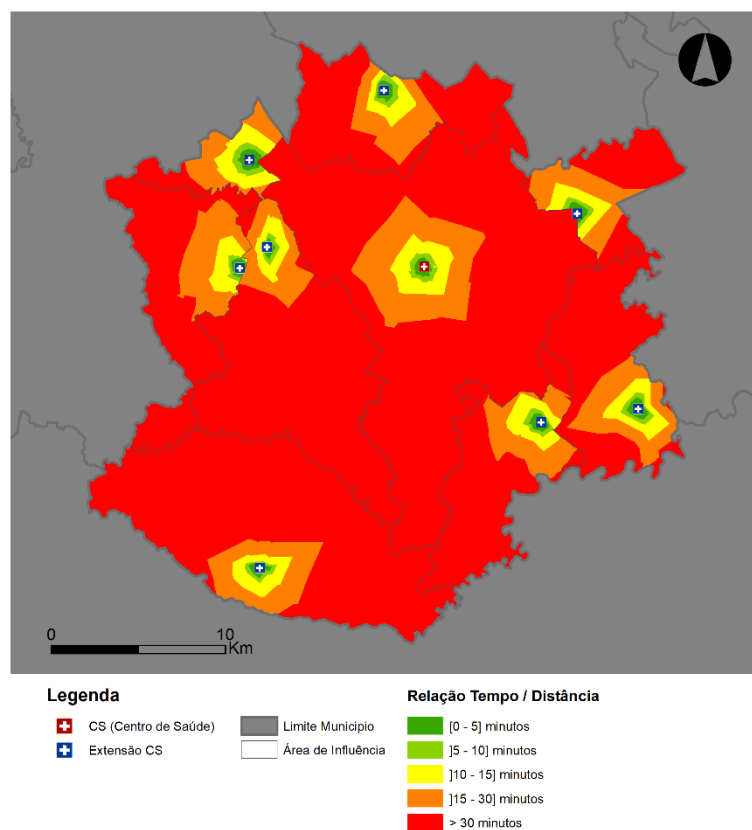 0 10
Km
Legenda
CS (Centro de Saúde)
Extensão CS
Limite Municipio
Área de Influência
Relação Tempo / Distância
[0 - 5] minutos
]5 - 10] minutos
]10 - 15] minutos
]15 - 30] minutos
> 30 minutos